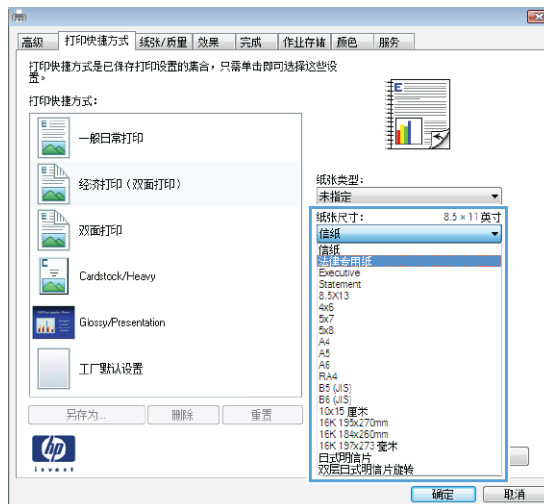 高级 打印快捷方式 纸张/质量 效果 完成 作业存储 颜色 服务
打印快捷方式是已保存打印设置的集合，只需单击即可选择这些设
置。
打印快捷方式：
一般日常打印
经济打印（双面打印）
双面打印
Cardstock/Heavy
Glossy/Presentation
工厂默认设置
另存为... 删除 重置
E
纸张类型：
未指定
纸张尺寸： 8.5 × 11 英寸
信纸
信纸
法律专用纸
Executive
Statement
8.5X13
4x6
5x7
5x8
A4
A5
A6
RA4
B5 (JIS)
B6 (JIS)
10x15 厘米
16K 195x270mm
16K 184x260mm
16K 197x273 毫米
日式明信片
双层日式明信片旋转
hp
invent
确定 取消